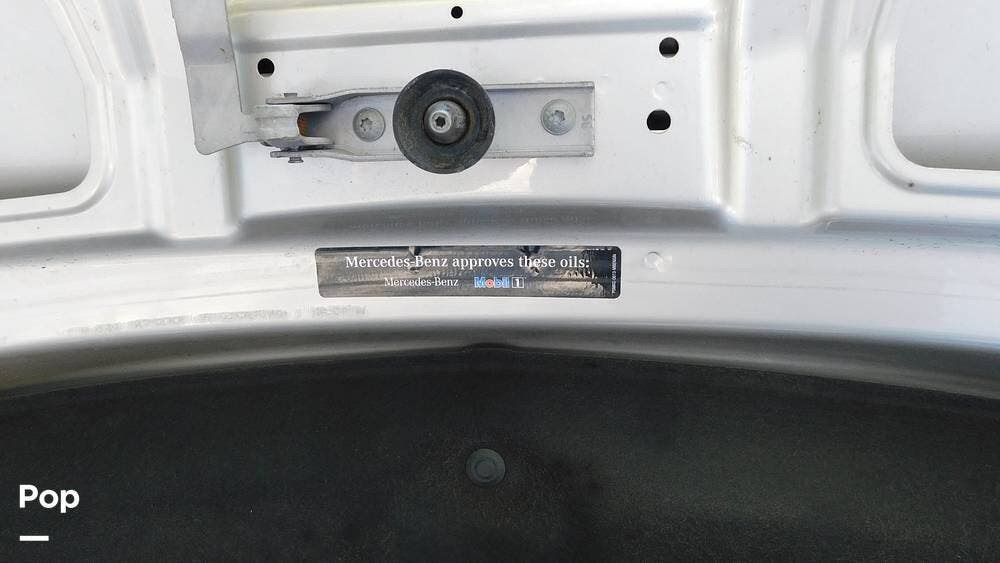 Mercedes-Benz approves these oils:
Mercedes-Benz Mobil 1
Pop